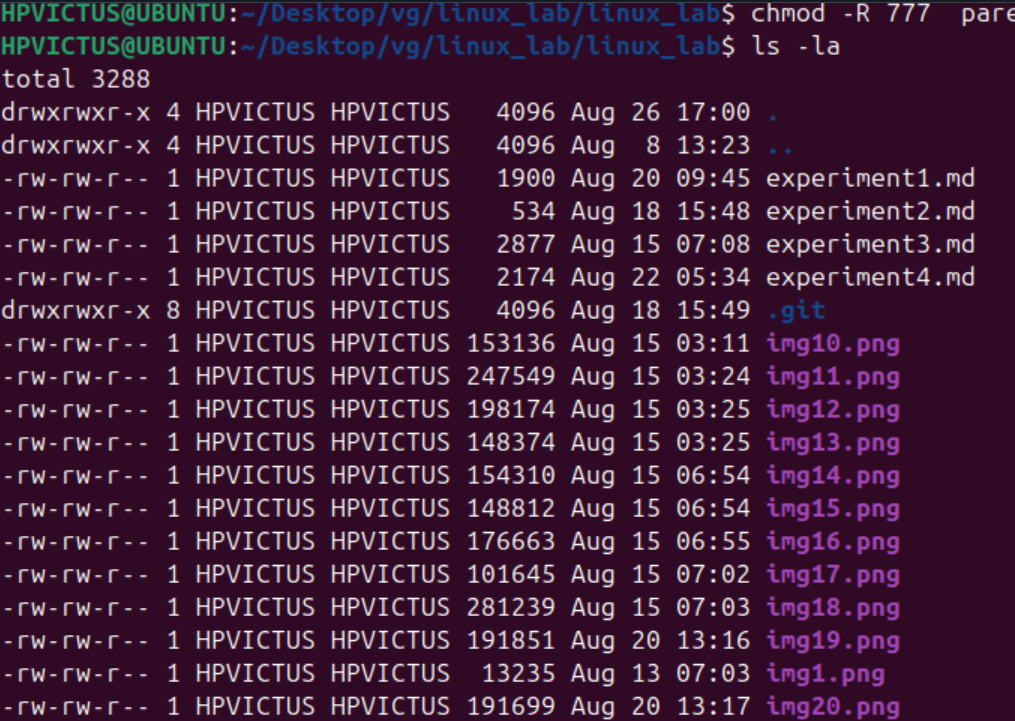 HPVICTUS@UBUNTU:~/Desktop/vg/linux_lab/linux_lab$ chmod -R 777  pare
HPVICTUS@UBUNTU:~/Desktop/vg/linux_lab/linux_lab$ ls -la
total 3288
drwxrwxr-x 4 HPVICTUS HPVICTUS   4096 Aug 26 17:00 .
drwxrwxr-x 4 HPVICTUS HPVICTUS   4096 Aug  8 13:23 ..
-rw-rw-r-- 1 HPVICTUS HPVICTUS   1900 Aug 20 09:45 experiment1.md
-rw-rw-r-- 1 HPVICTUS HPVICTUS    534 Aug 18 15:48 experiment2.md
-rw-rw-r-- 1 HPVICTUS HPVICTUS   2877 Aug 15 07:08 experiment3.md
-rw-rw-r-- 1 HPVICTUS HPVICTUS   2174 Aug 22 05:34 experiment4.md
drwxrwxr-x 8 HPVICTUS HPVICTUS   4096 Aug 18 15:49 .git
-rw-rw-r-- 1 HPVICTUS HPVICTUS 153136 Aug 15 03:11 img10.png
-rw-rw-r-- 1 HPVICTUS HPVICTUS 247549 Aug 15 03:24 img11.png
-rw-rw-r-- 1 HPVICTUS HPVICTUS 198174 Aug 15 03:25 img12.png
-rw-rw-r-- 1 HPVICTUS HPVICTUS 148374 Aug 15 03:25 img13.png
-rw-rw-r-- 1 HPVICTUS HPVICTUS 154310 Aug 15 06:54 img14.png
-rw-rw-r-- 1 HPVICTUS HPVICTUS 148812 Aug 15 06:54 img15.png
-rw-rw-r-- 1 HPVICTUS HPVICTUS 176663 Aug 15 06:55 img16.png
-rw-rw-r-- 1 HPVICTUS HPVICTUS 101645 Aug 15 07:02 img17.png
-rw-rw-r-- 1 HPVICTUS HPVICTUS 281239 Aug 15 07:03 img18.png
-rw-rw-r-- 1 HPVICTUS HPVICTUS 191851 Aug 20 13:16 img19.png
-rw-rw-r-- 1 HPVICTUS HPVICTUS  13235 Aug 13 07:03 img1.png
-rw-rw-r-- 1 HPVICTUS HPVICTUS 191699 Aug 20 13:17 img20.png